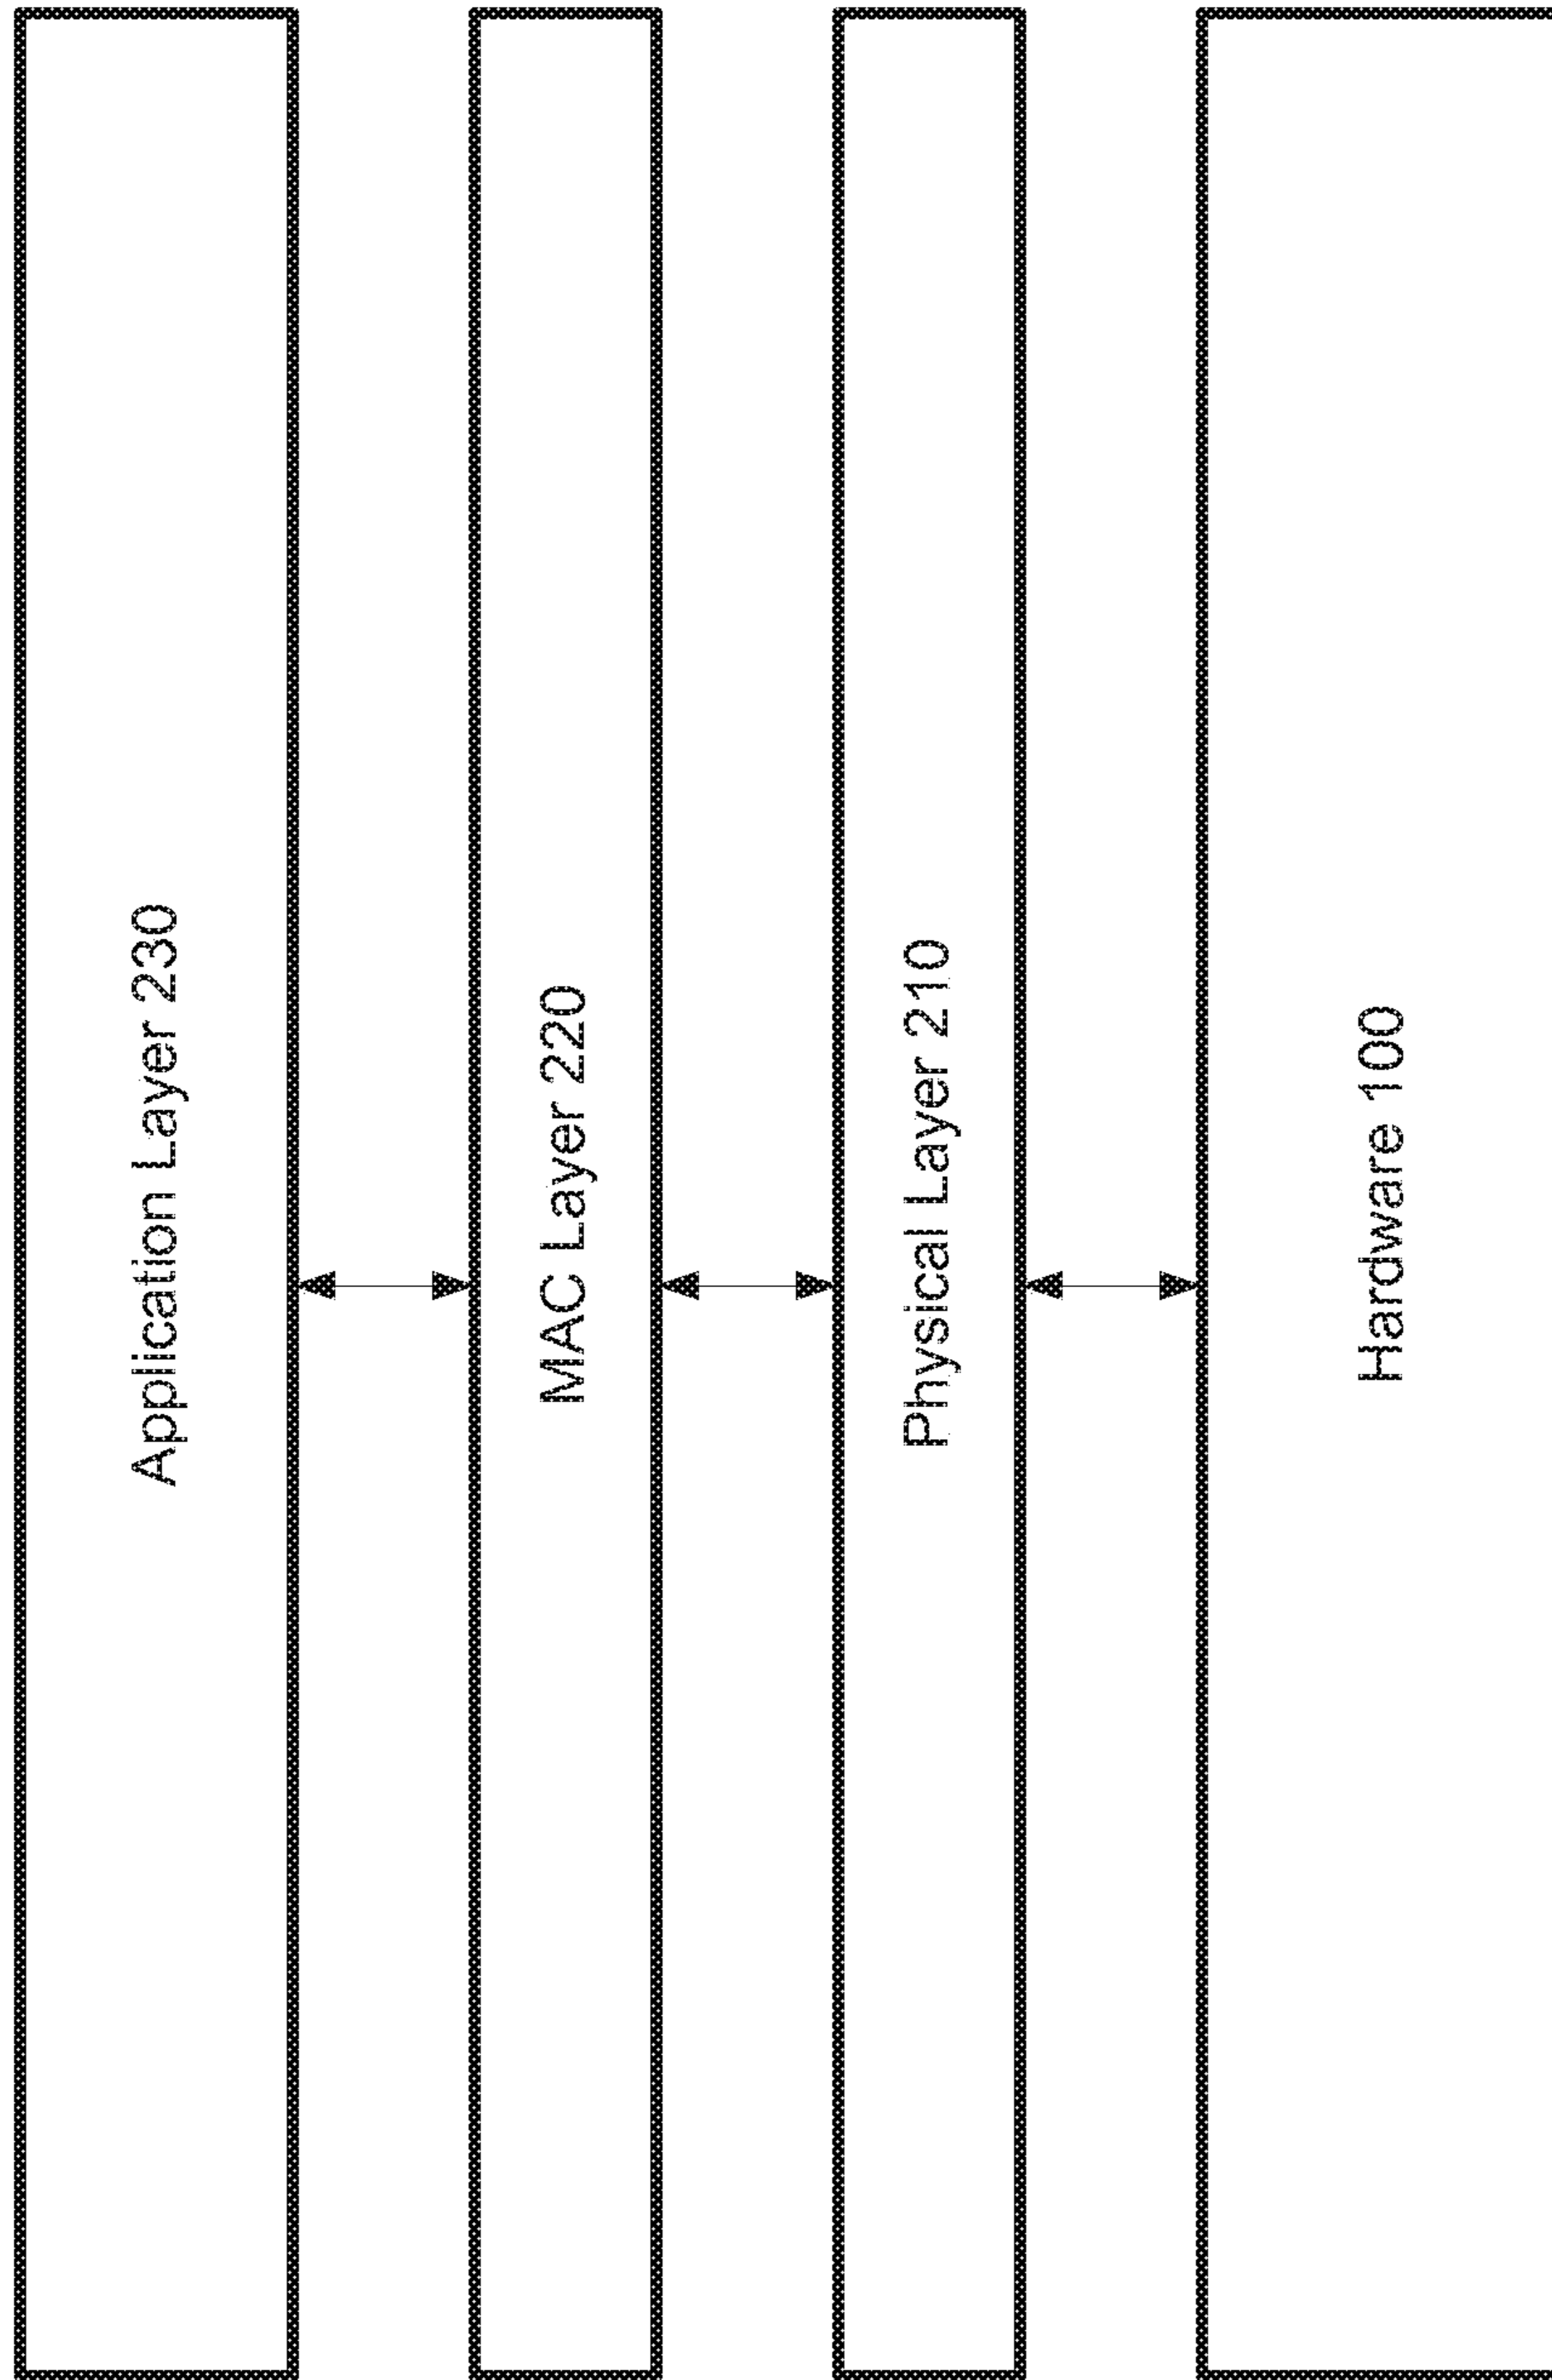 Application Layer 230
MAC Layer 220
Physical Layer 210
Hardware 100